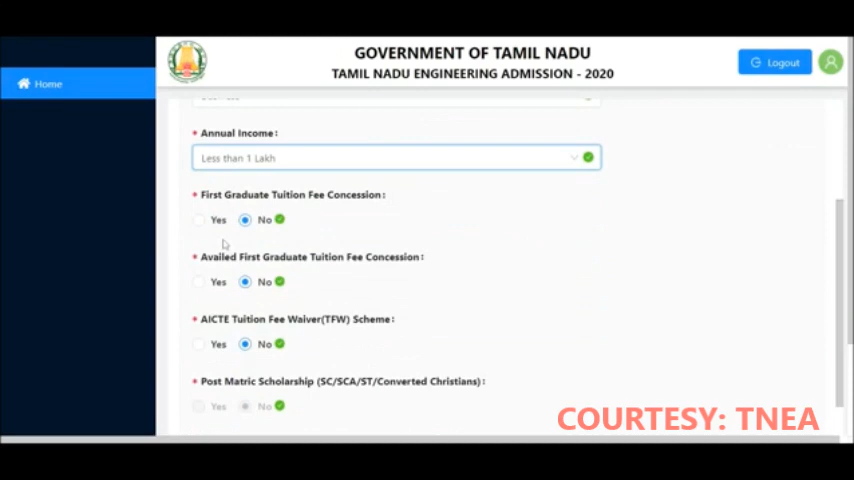 GOVERNMENT OF TAMIL NADU
TAMIL NADU ENGINEERING ADMISSION - 2020
Logout
Home
* Annual Income:
Less than 1 Lakh
* First Graduate Tuition Fee Concession:
Yes No
* Availed First Graduate Tuition Fee Concession:
Yes No
* AICTE Tuition Fee Waiver(TFW) Scheme:
Yes No
* Post Matric Scholarship (SC/SCA/ST/Converted Christians):
Yes No
COURTESY: TNEA